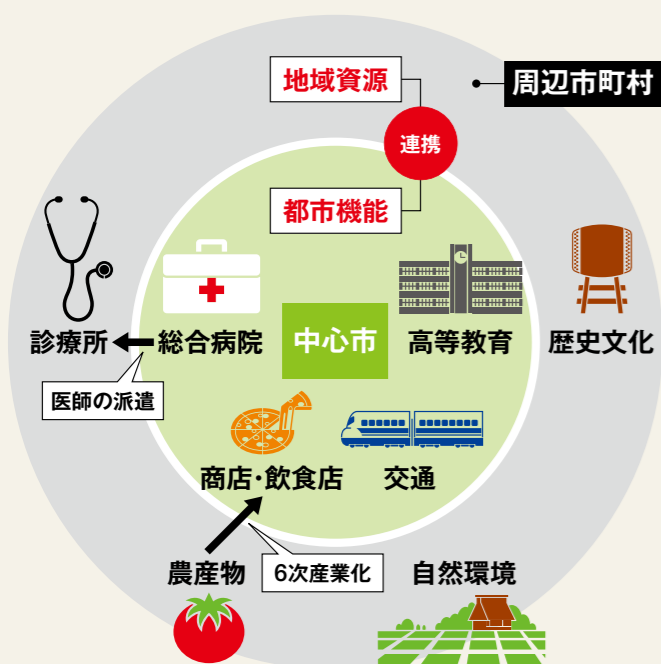 地域資源
周辺市町村
連携
都市機能
診療所
総合病院
中心市
高等教育
歴史文化
医師の派遣
商店・飲食店
交通
農産物
6次産業化
自然環境